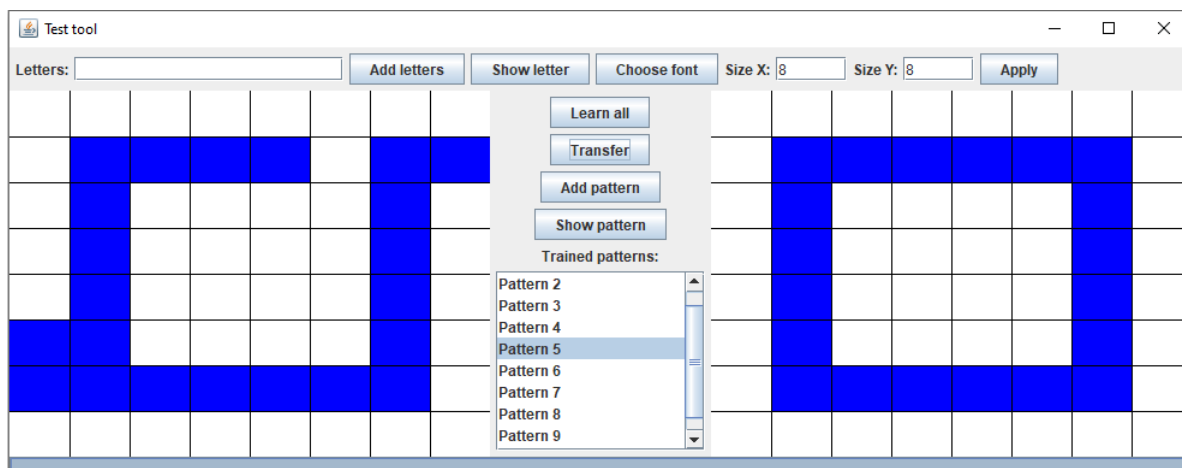 Test tool
Letters: Add letters Show letter Choose font Size X: 8 Size Y: 8 Apply
Learn all
Transfer
Add pattern
Show pattern
Trained patterns:
Pattern 2
Pattern 3
Pattern 4
Pattern 5
Pattern 6
Pattern 7
Pattern 8
Pattern 9